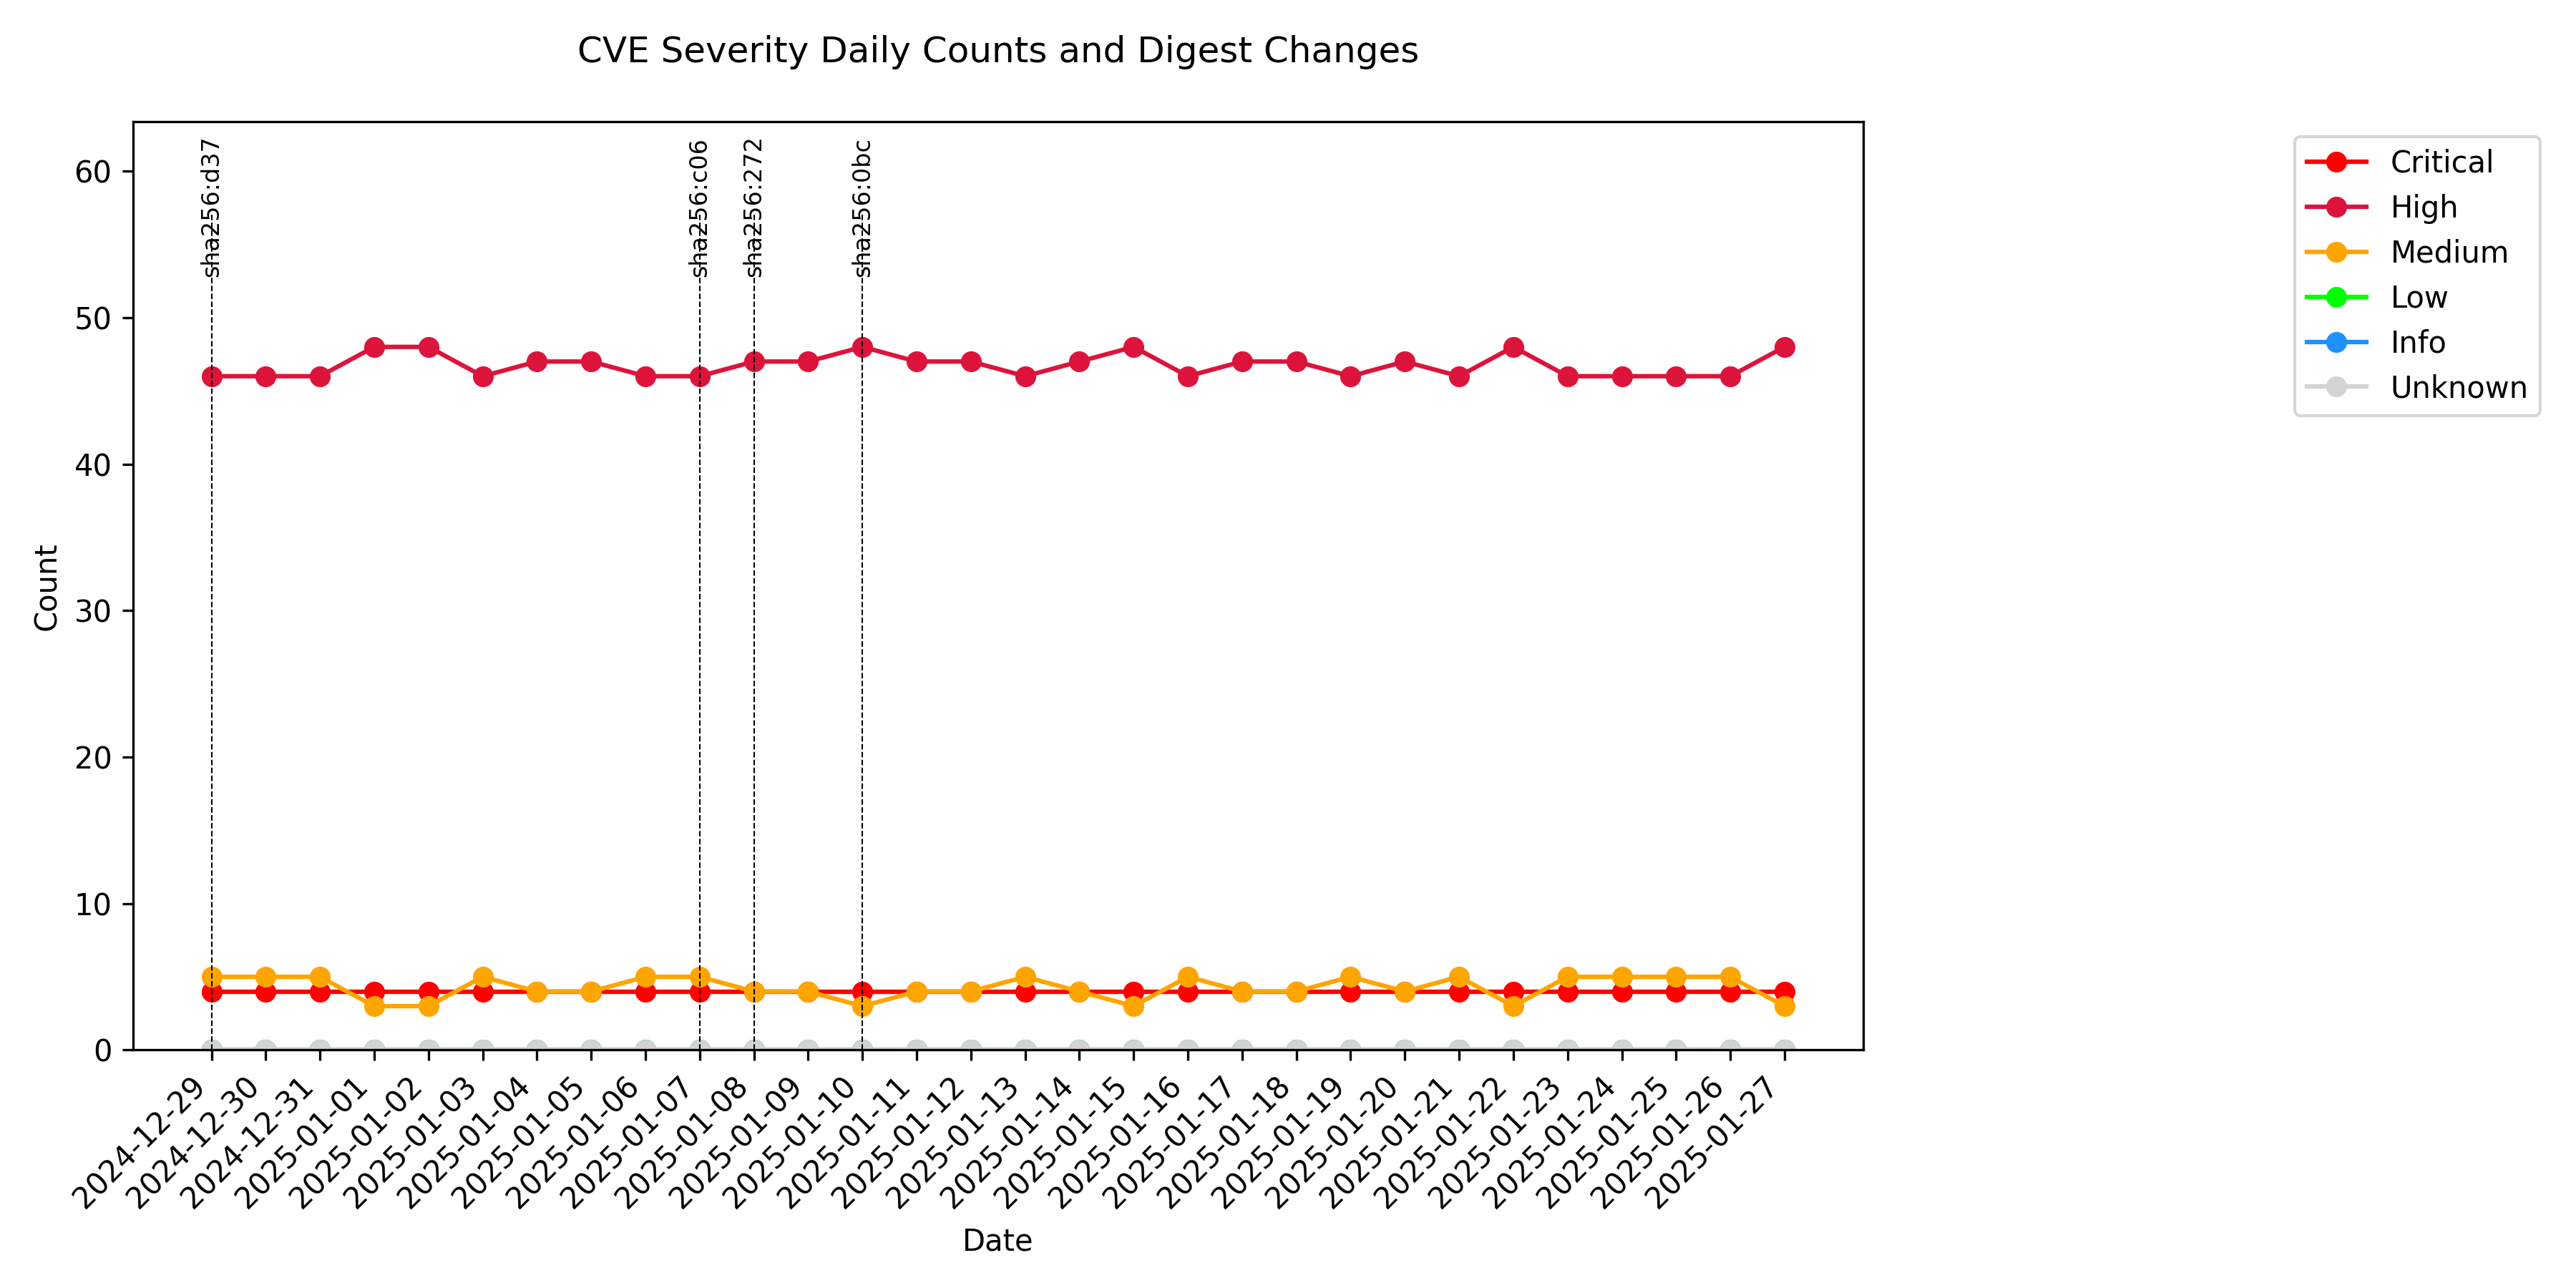 CVE Severity Daily Counts and Digest Changes
sha256:d37
sha256:c06
sha256:272
sha256:0bc
Critical
High
Medium
Low
Info
Unknown
60
50
40
30
20
10
0
Count
2024-12-29
2024-12-30
2024-12-31
2025-01-01
2025-01-02
2025-01-03
2025-01-04
2025-01-05
2025-01-06
2025-01-07
2025-01-08
2025-01-09
2025-01-10
2025-01-11
2025-01-12
2025-01-13
2025-01-14
2025-01-15
2025-01-16
2025-01-17
2025-01-18
2025-01-19
2025-01-20
2025-01-21
2025-01-22
2025-01-23
2025-01-24
2025-01-25
2025-01-26
2025-01-27
Date